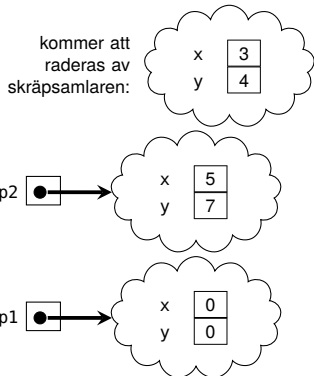 kommer att
raderas av
skräpsamlaren:
x 3
y 4
p2
x 5
y 7
p1
x 0
y 0